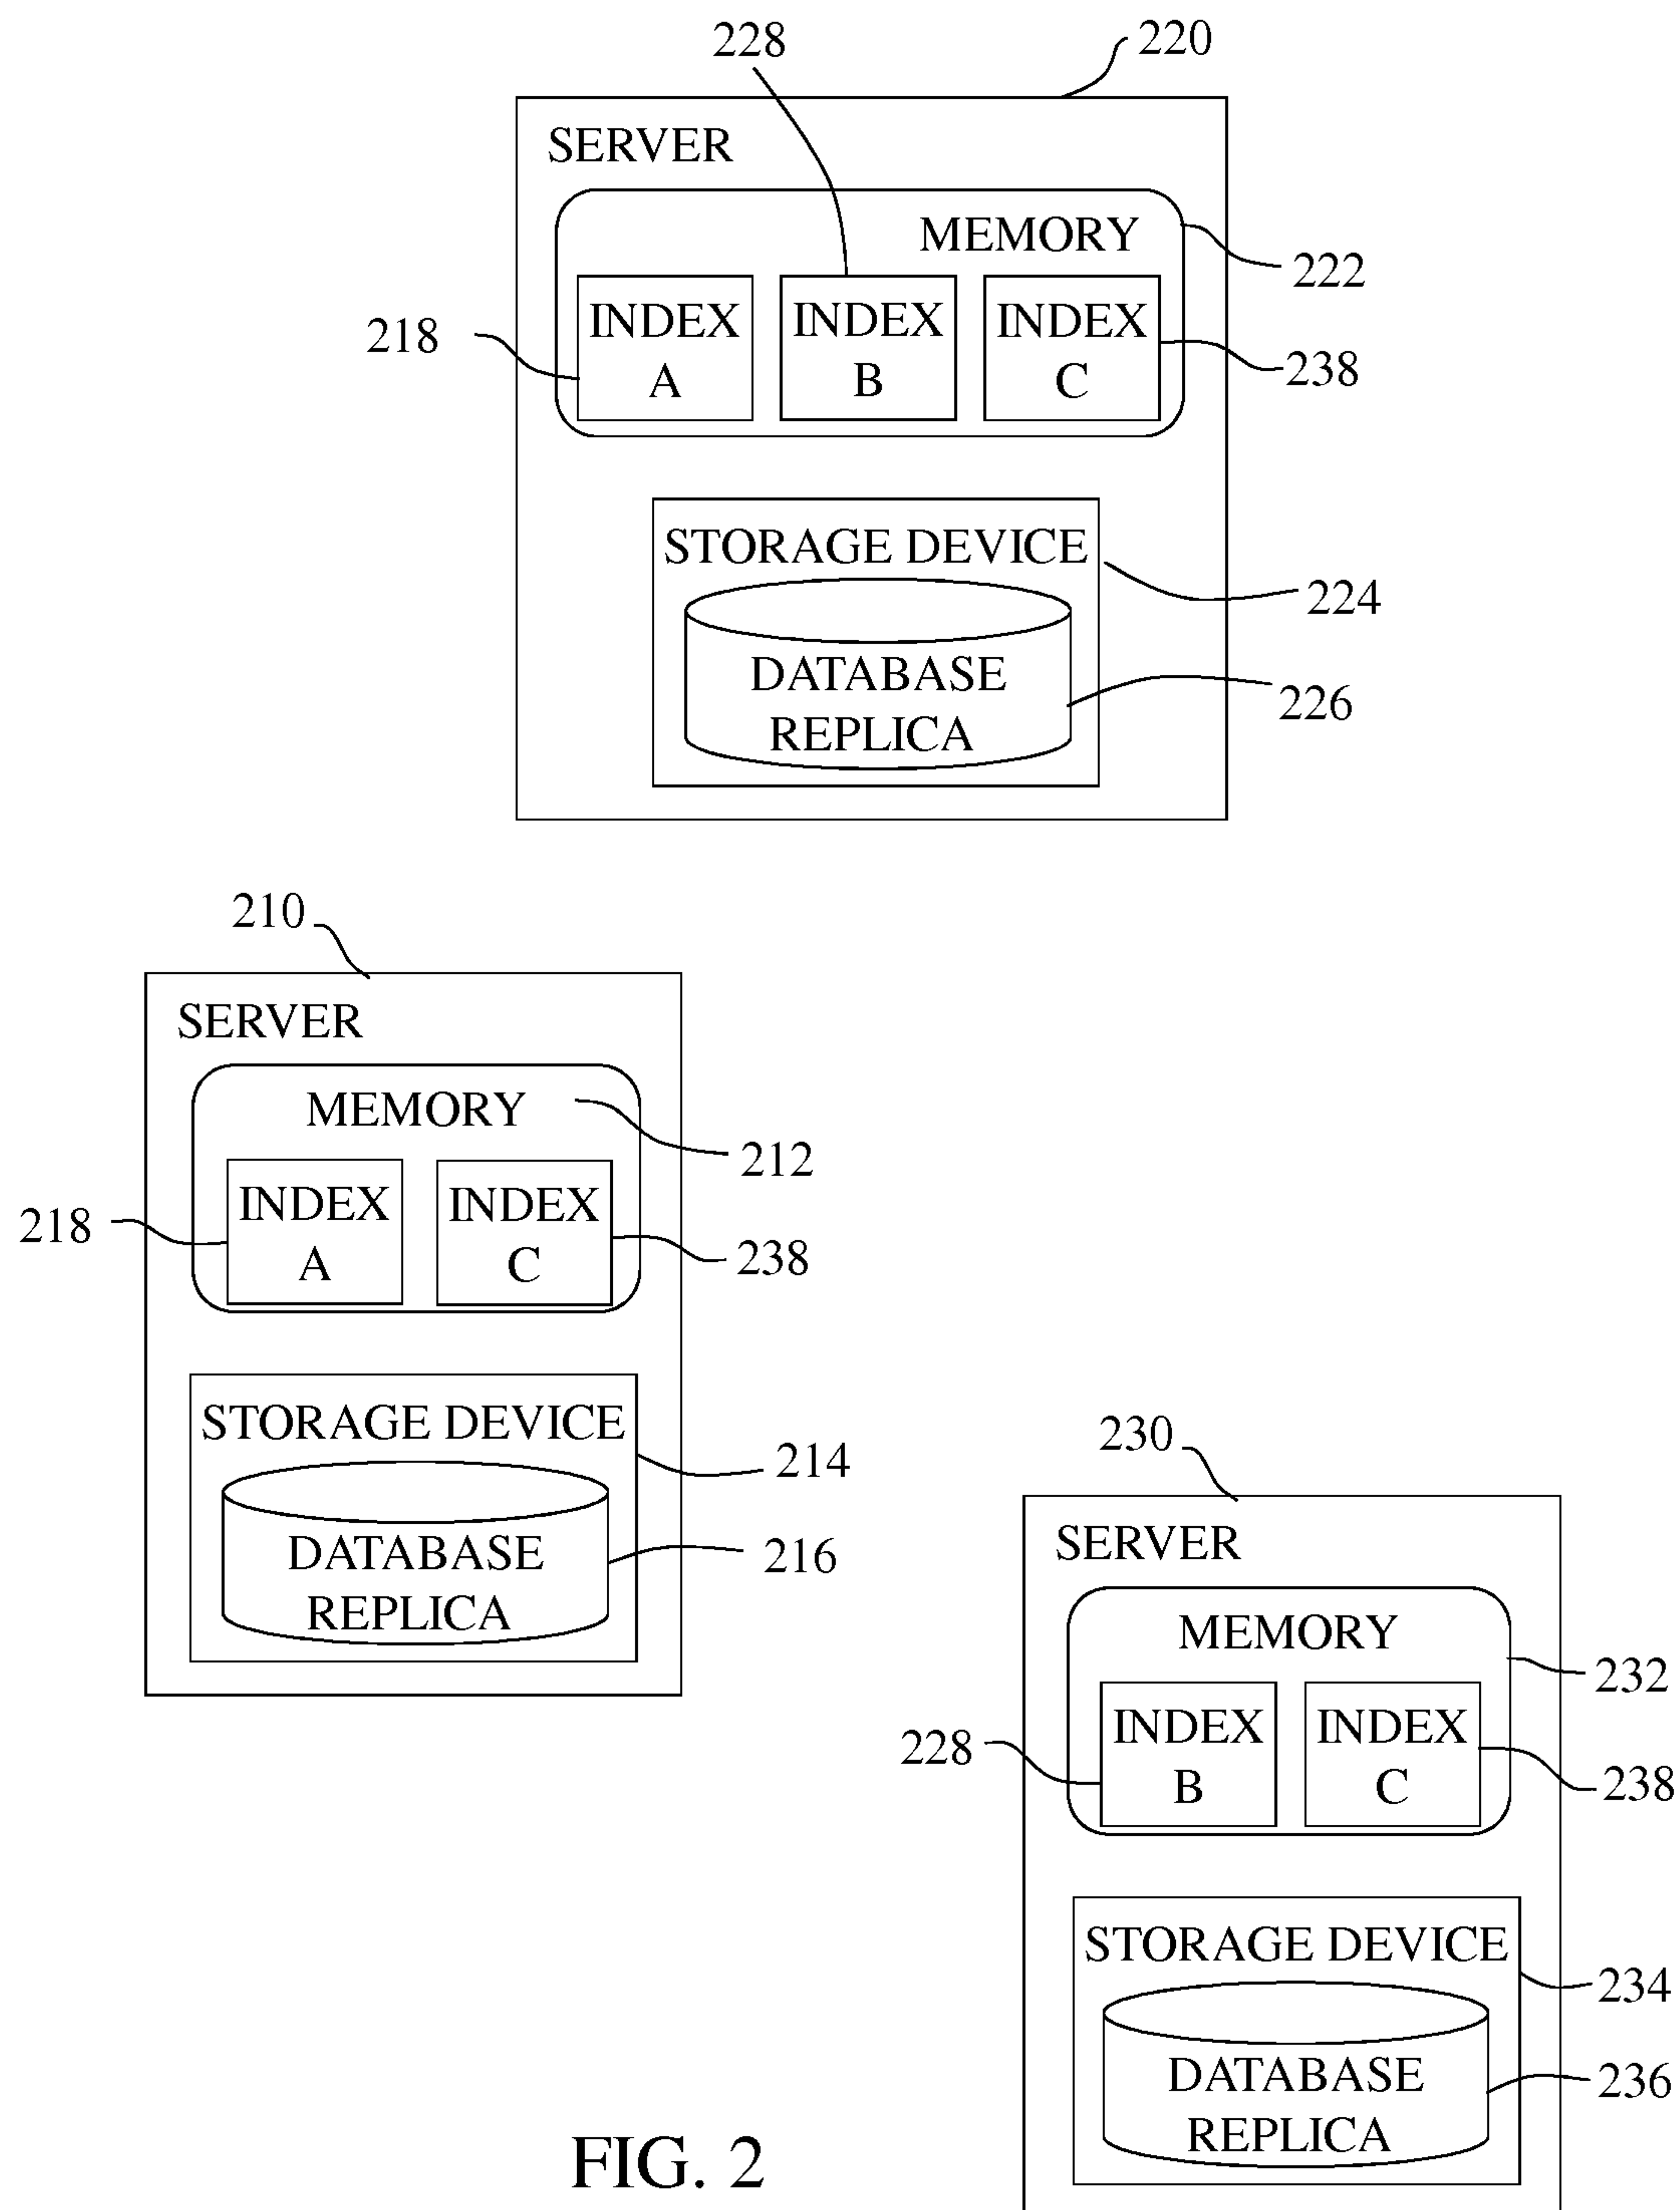 228
220
SERVER
MEMORY
222
218
INDEX
A
INDEX
B
INDEX
C
238
STORAGE DEVICE
224
DATABASE
REPLICA
226
210
SERVER
MEMORY
212
218
INDEX
A
INDEX
C
238
STORAGE DEVICE
214
DATABASE
REPLICA
216
230
SERVER
MEMORY
232
228
INDEX
B
INDEX
C
238
STORAGE DEVICE
234
DATABASE
REPLICA
236
FIG. 2